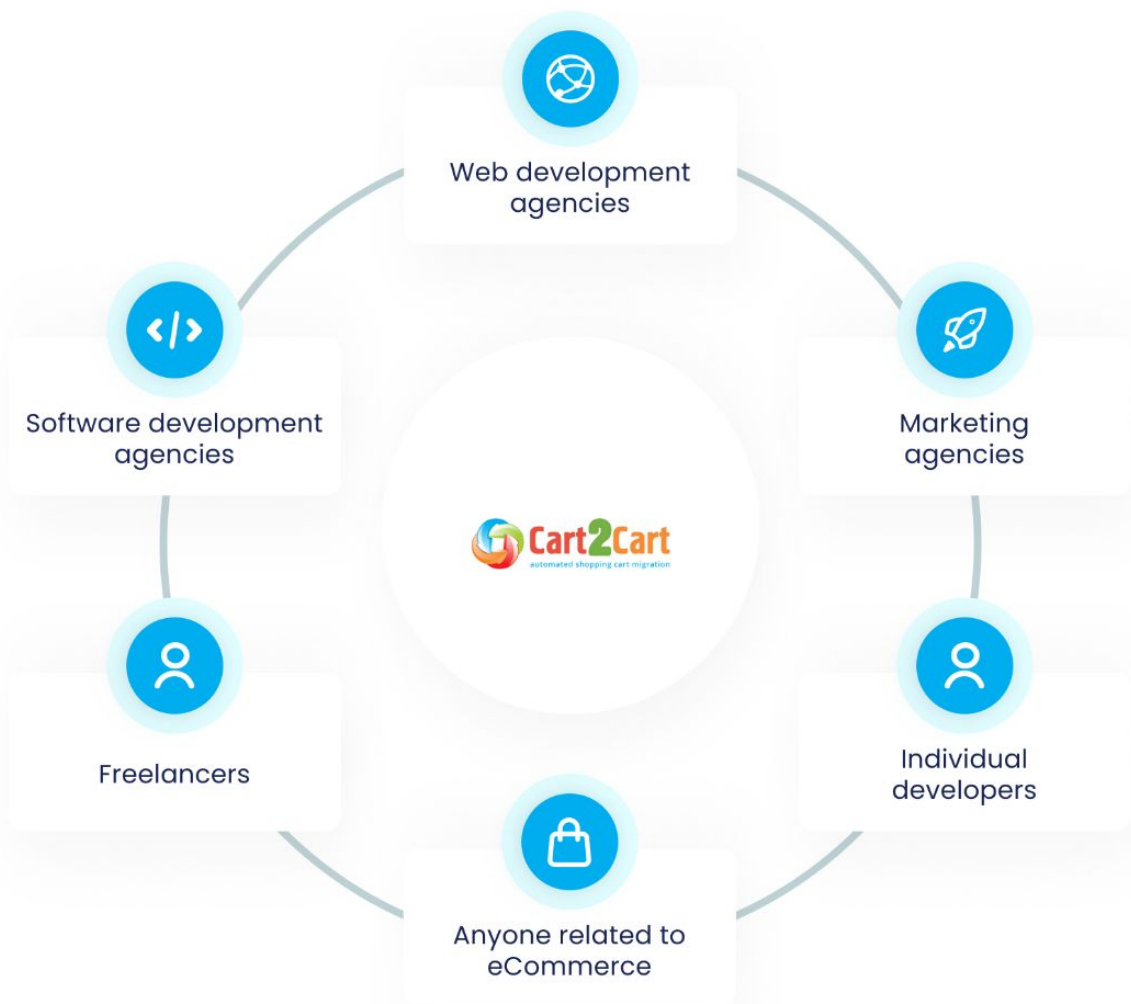 Web development
agencies
Software development
agencies
Marketing
agencies
Cart2Cart
automated shopping cart migration
Freelancers
Individual
developers
Anyone related to
eCommerce